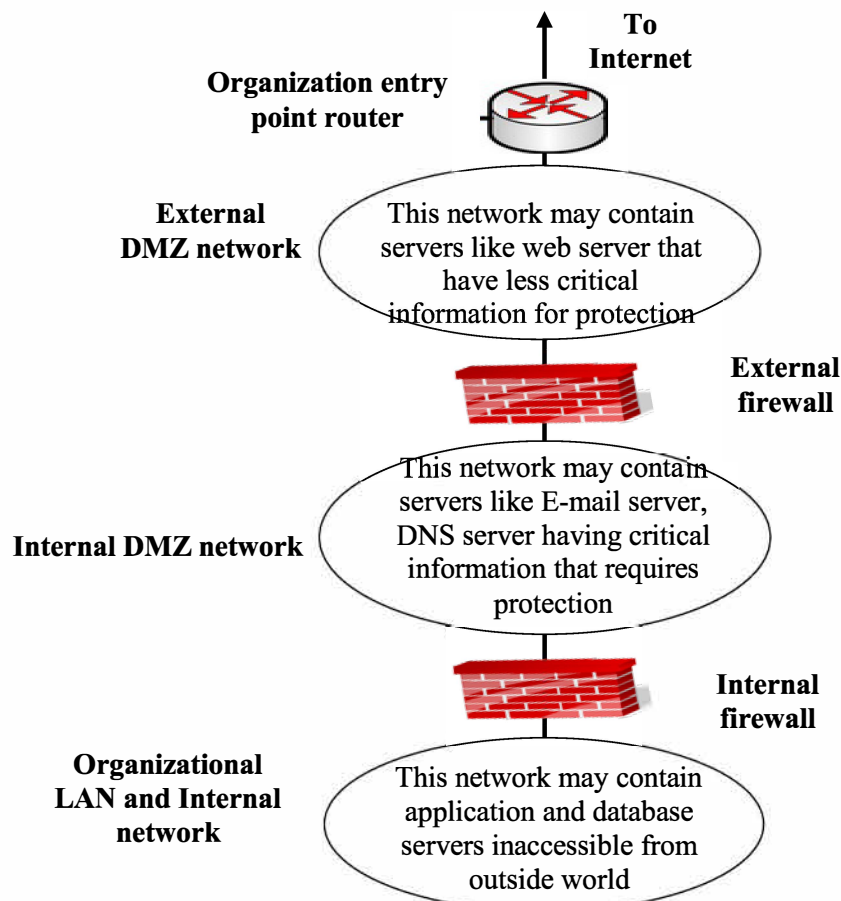 To
Internet
Organization entry
point router
External
DMZ network
This network may contain
servers like web server that
have less critical
information for protection
External
firewall
This network may contain
servers like E-mail server,
DNS server having critical
information that requires
protection
Internal DMZ network
Internal
firewall
Organizational
LAN and Internal
network
This network may contain
application and database
servers inaccessible from
outside world